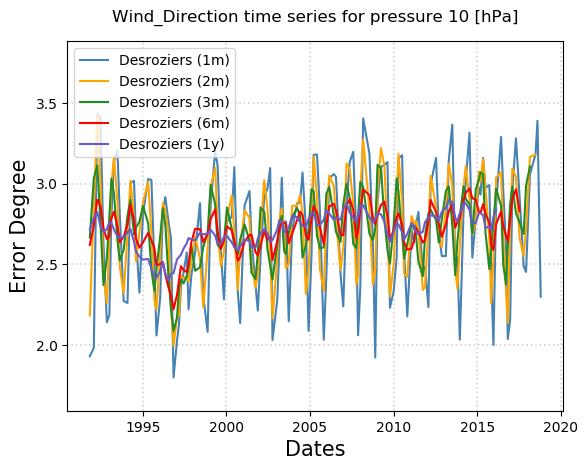 Wind_Direction time series for pressure 10 [hPa]
Desroziers (1m)
Desroziers (2m)
Desroziers (3m)
Desroziers (6m)
Desroziers (1y)
Error Degree
3.5
3.0
2.5
2.0
1995
2000
2005
2010
2015
2020
Dates